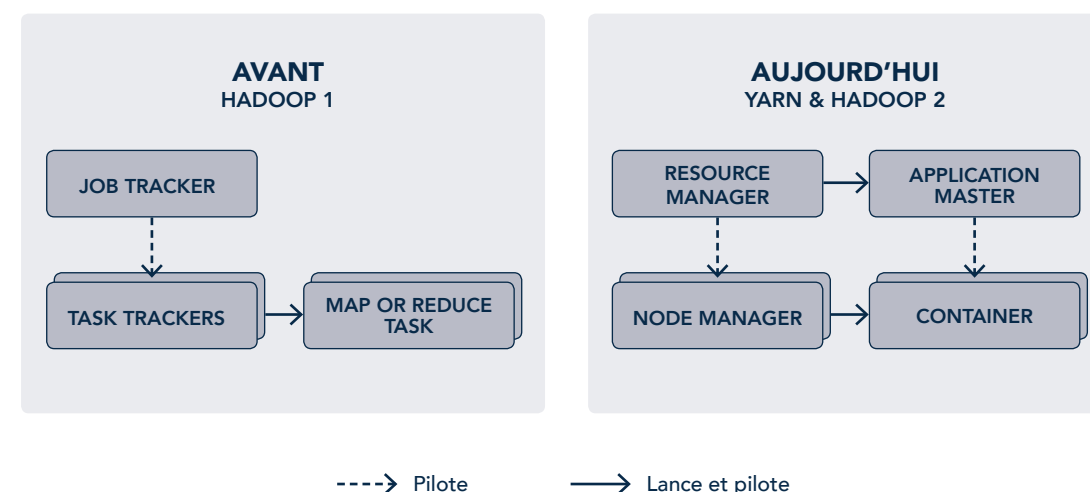 AVANT
HADOOP 1
JOB TRACKER
TASK TRACKERS
MAP OR REDUCE
TASK
AUJOURD'HUI
YARN & HADOOP 2
RESOURCE
MANAGER
APPLICATION
MASTER
NODE MANAGER
CONTAINER
Pilote
Lance et pilote